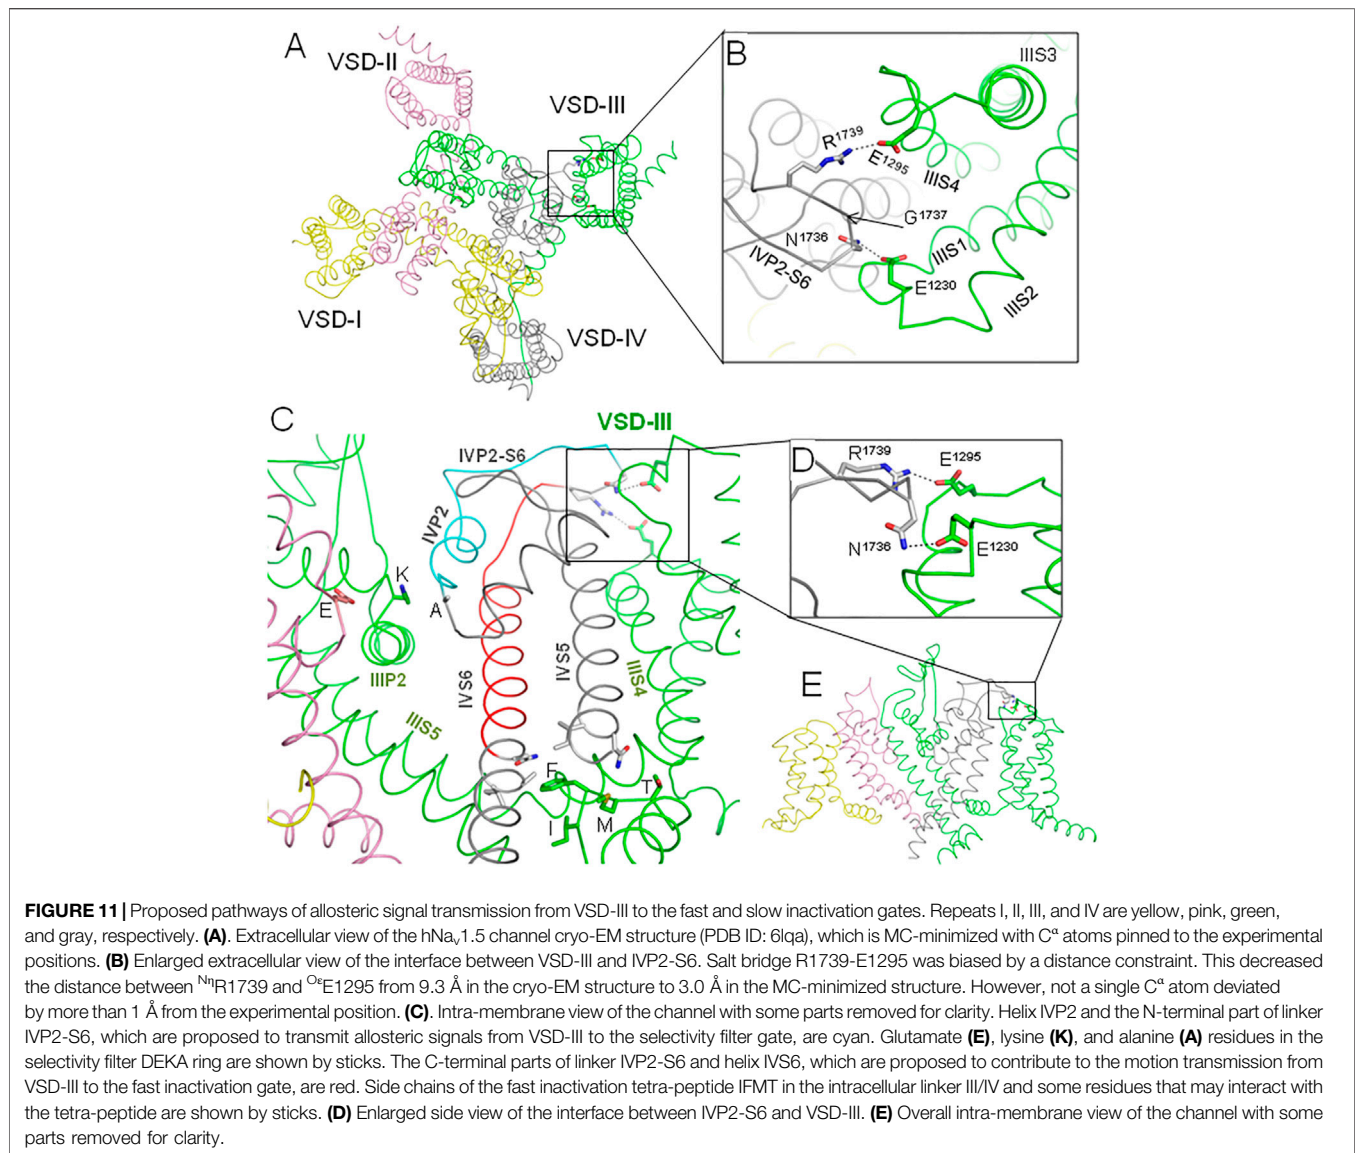 A
VSD-II
VSD-III
VSD-I
VSD-IV
B
IIIS3
R1739
E1295
IIIS4
G1737
N1736
IIIS1
IVP2-S6
E1230
IIIS2
C
VSD-III
IVP2-S6
IVP2
K
E
A
IIIP2
IVS6
IVS5
IIIS4
IIIS5
F
T
I
M
D
R1739
E1295
N1736
E1230
E
FIGURE 11 | Proposed pathways of allosteric signal transmission from VSD-III to the fast and slow inactivation gates. Repeats I, II, III, and IV are yellow, pink, green,
and gray, respectively. (A). Extracellular view of the hNav1.5 channel cryo-EM structure (PDB ID: 6lqa), which is MC-minimized with Cα atoms pinned to the experimental
positions. (B) Enlarged extracellular view of the interface between VSD-III and IVP2-S6. Salt bridge R1739-E1295 was biased by a distance constraint. This decreased
the distance between NηR1739 and OεE1295 from 9.3 Å in the cryo-EM structure to 3.0 Å in the MC-minimized structure. However, not a single Cα atom deviated
by more than 1 Å from the experimental position. (C). Intra-membrane view of the channel with some parts removed for clarity. Helix IVP2 and the N-terminal part of linker
IVP2-S6, which are proposed to transmit allosteric signals from VSD-III to the selectivity filter gate, are cyan. Glutamate (E), lysine (K), and alanine (A) residues in the
selectivity filter DEKA ring are shown by sticks. The C-terminal parts of linker IVP2-S6 and helix IVS6, which are proposed to contribute to the motion transmission from
VSD-III to the fast inactivation gate, are red. Side chains of the fast inactivation tetra-peptide IFMT in the intracellular linker III/IV and some residues that may interact with
the tetra-peptide are shown by sticks. (D) Enlarged side view of the interface between IVP2-S6 and VSD-III. (E) Overall intra-membrane view of the channel with some
parts removed for clarity.